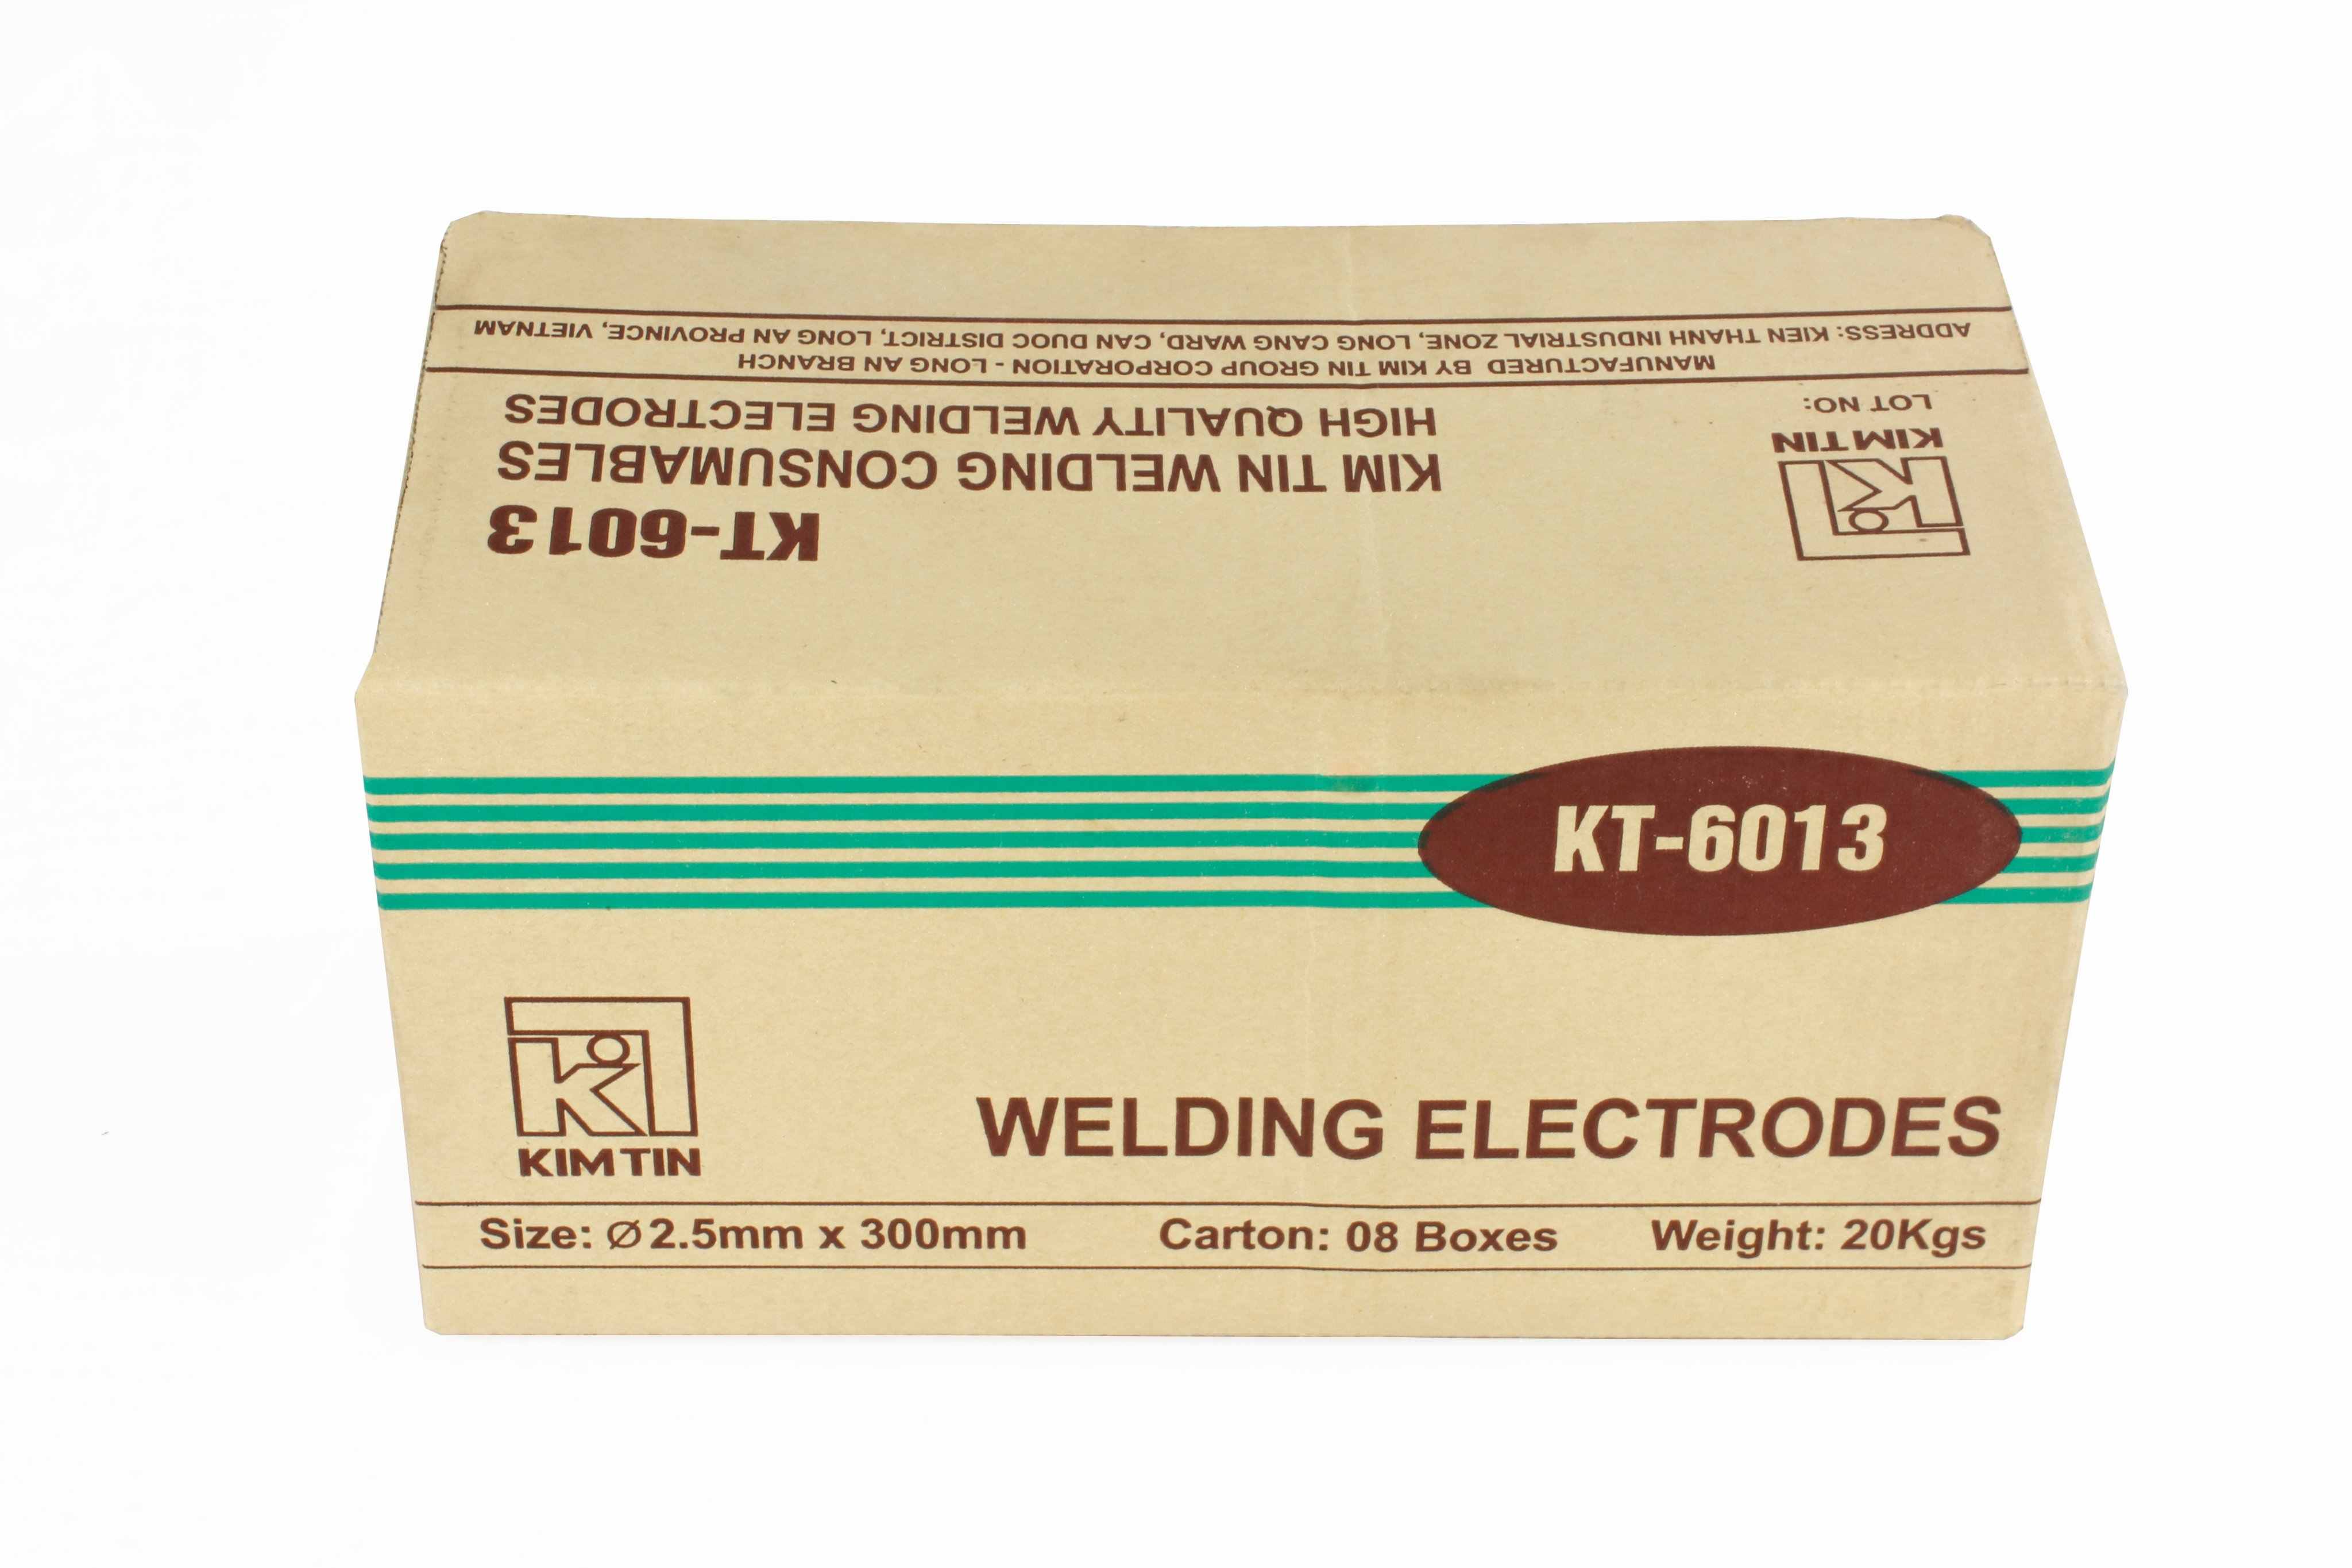 ADDRESS: KIEN THANH INDUSTRIAL ZONE, LONG CANG WARD, CAN DUOC DISTRICT, LONG AN PROVINCE, VIETNAM
MANUFACTURED BY KIM TIN GROUP CORPORATION - LONG AN BRANCH
LOT NO:
HIGH QUALITY WELDING ELECTRODES
KIM TIN
KIM TIN WELDING CONSUMABLES
KT-6013
KT-6013
KIM TIN
WELDING ELECTRODES
Size: Ø2.5mm x 300mm Carton: 08 Boxes Weight: 20Kgs